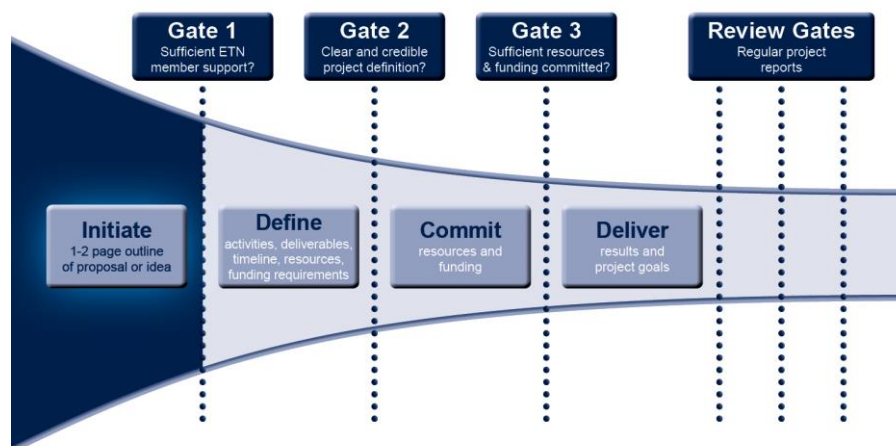 Gate 1
Sufficient ETN
member support?
Gate 2
Clear and credible
project definition?
Gate 3
Sufficient resources
& funding committed?
Review Gates
Regular project
reports
Initiate
1-2 page outline
of proposal or idea
Define
activities, deliverables,
timeline, resources,
funding requirements
Commit
resources and
funding
Deliver
results and
project goals